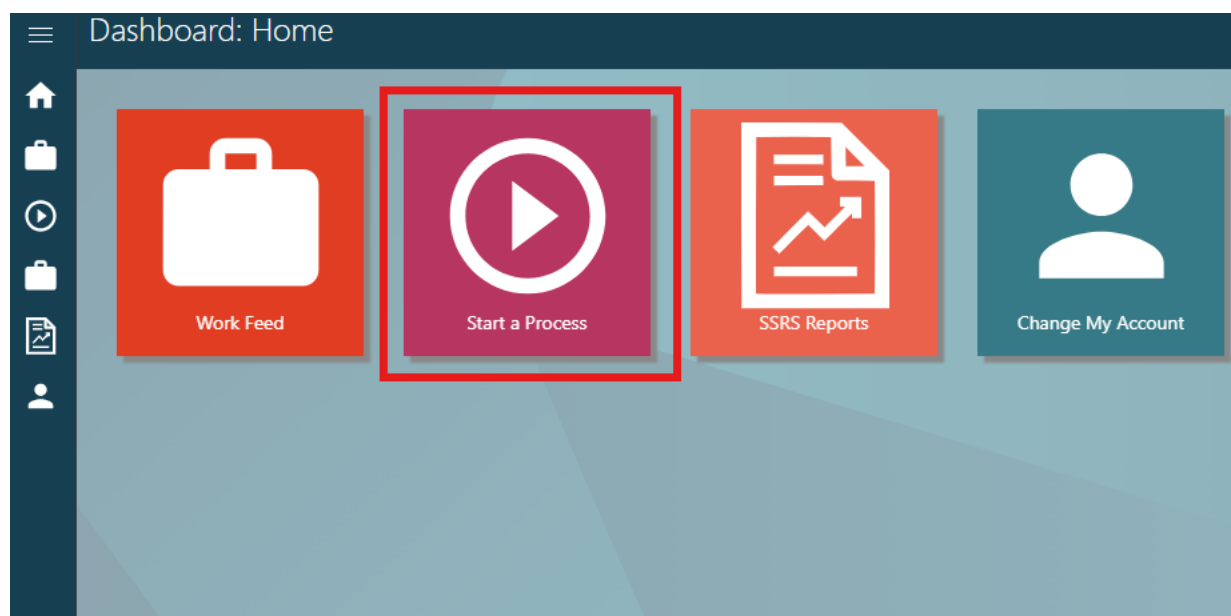 Dashboard: Home
Work Feed
Start a Process
SSRS Reports
Change My Account